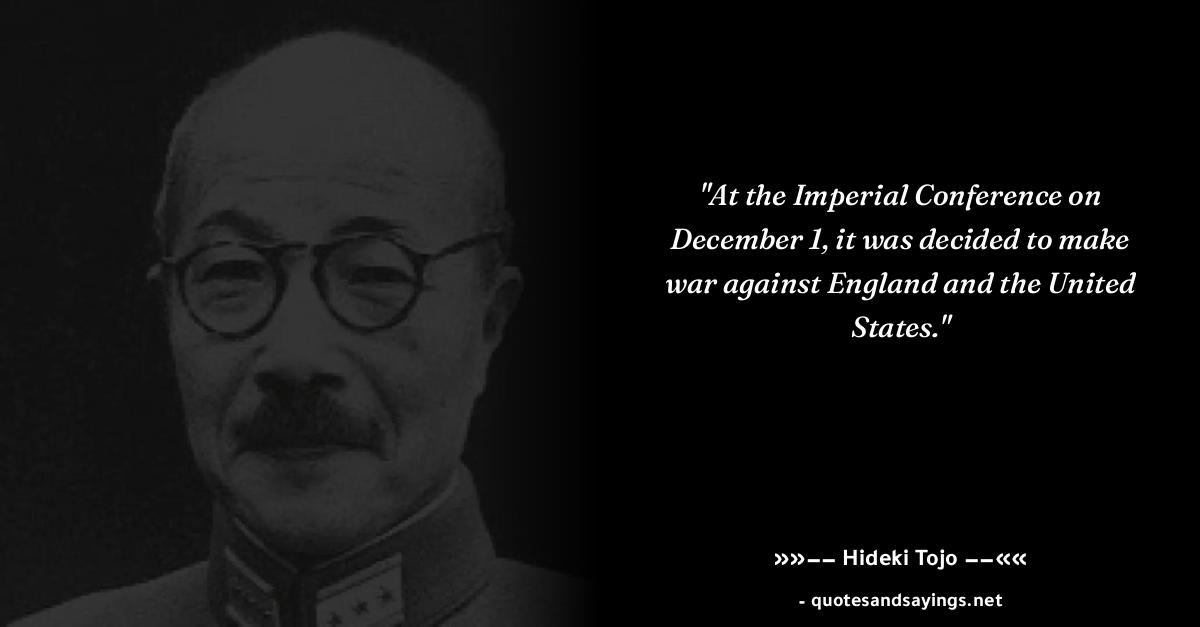 "At the Imperial Conference on
December 1, it was decided to make
war against England and the United
States."
»»−− Hideki Tojo −−««
- quotesandsayings.net